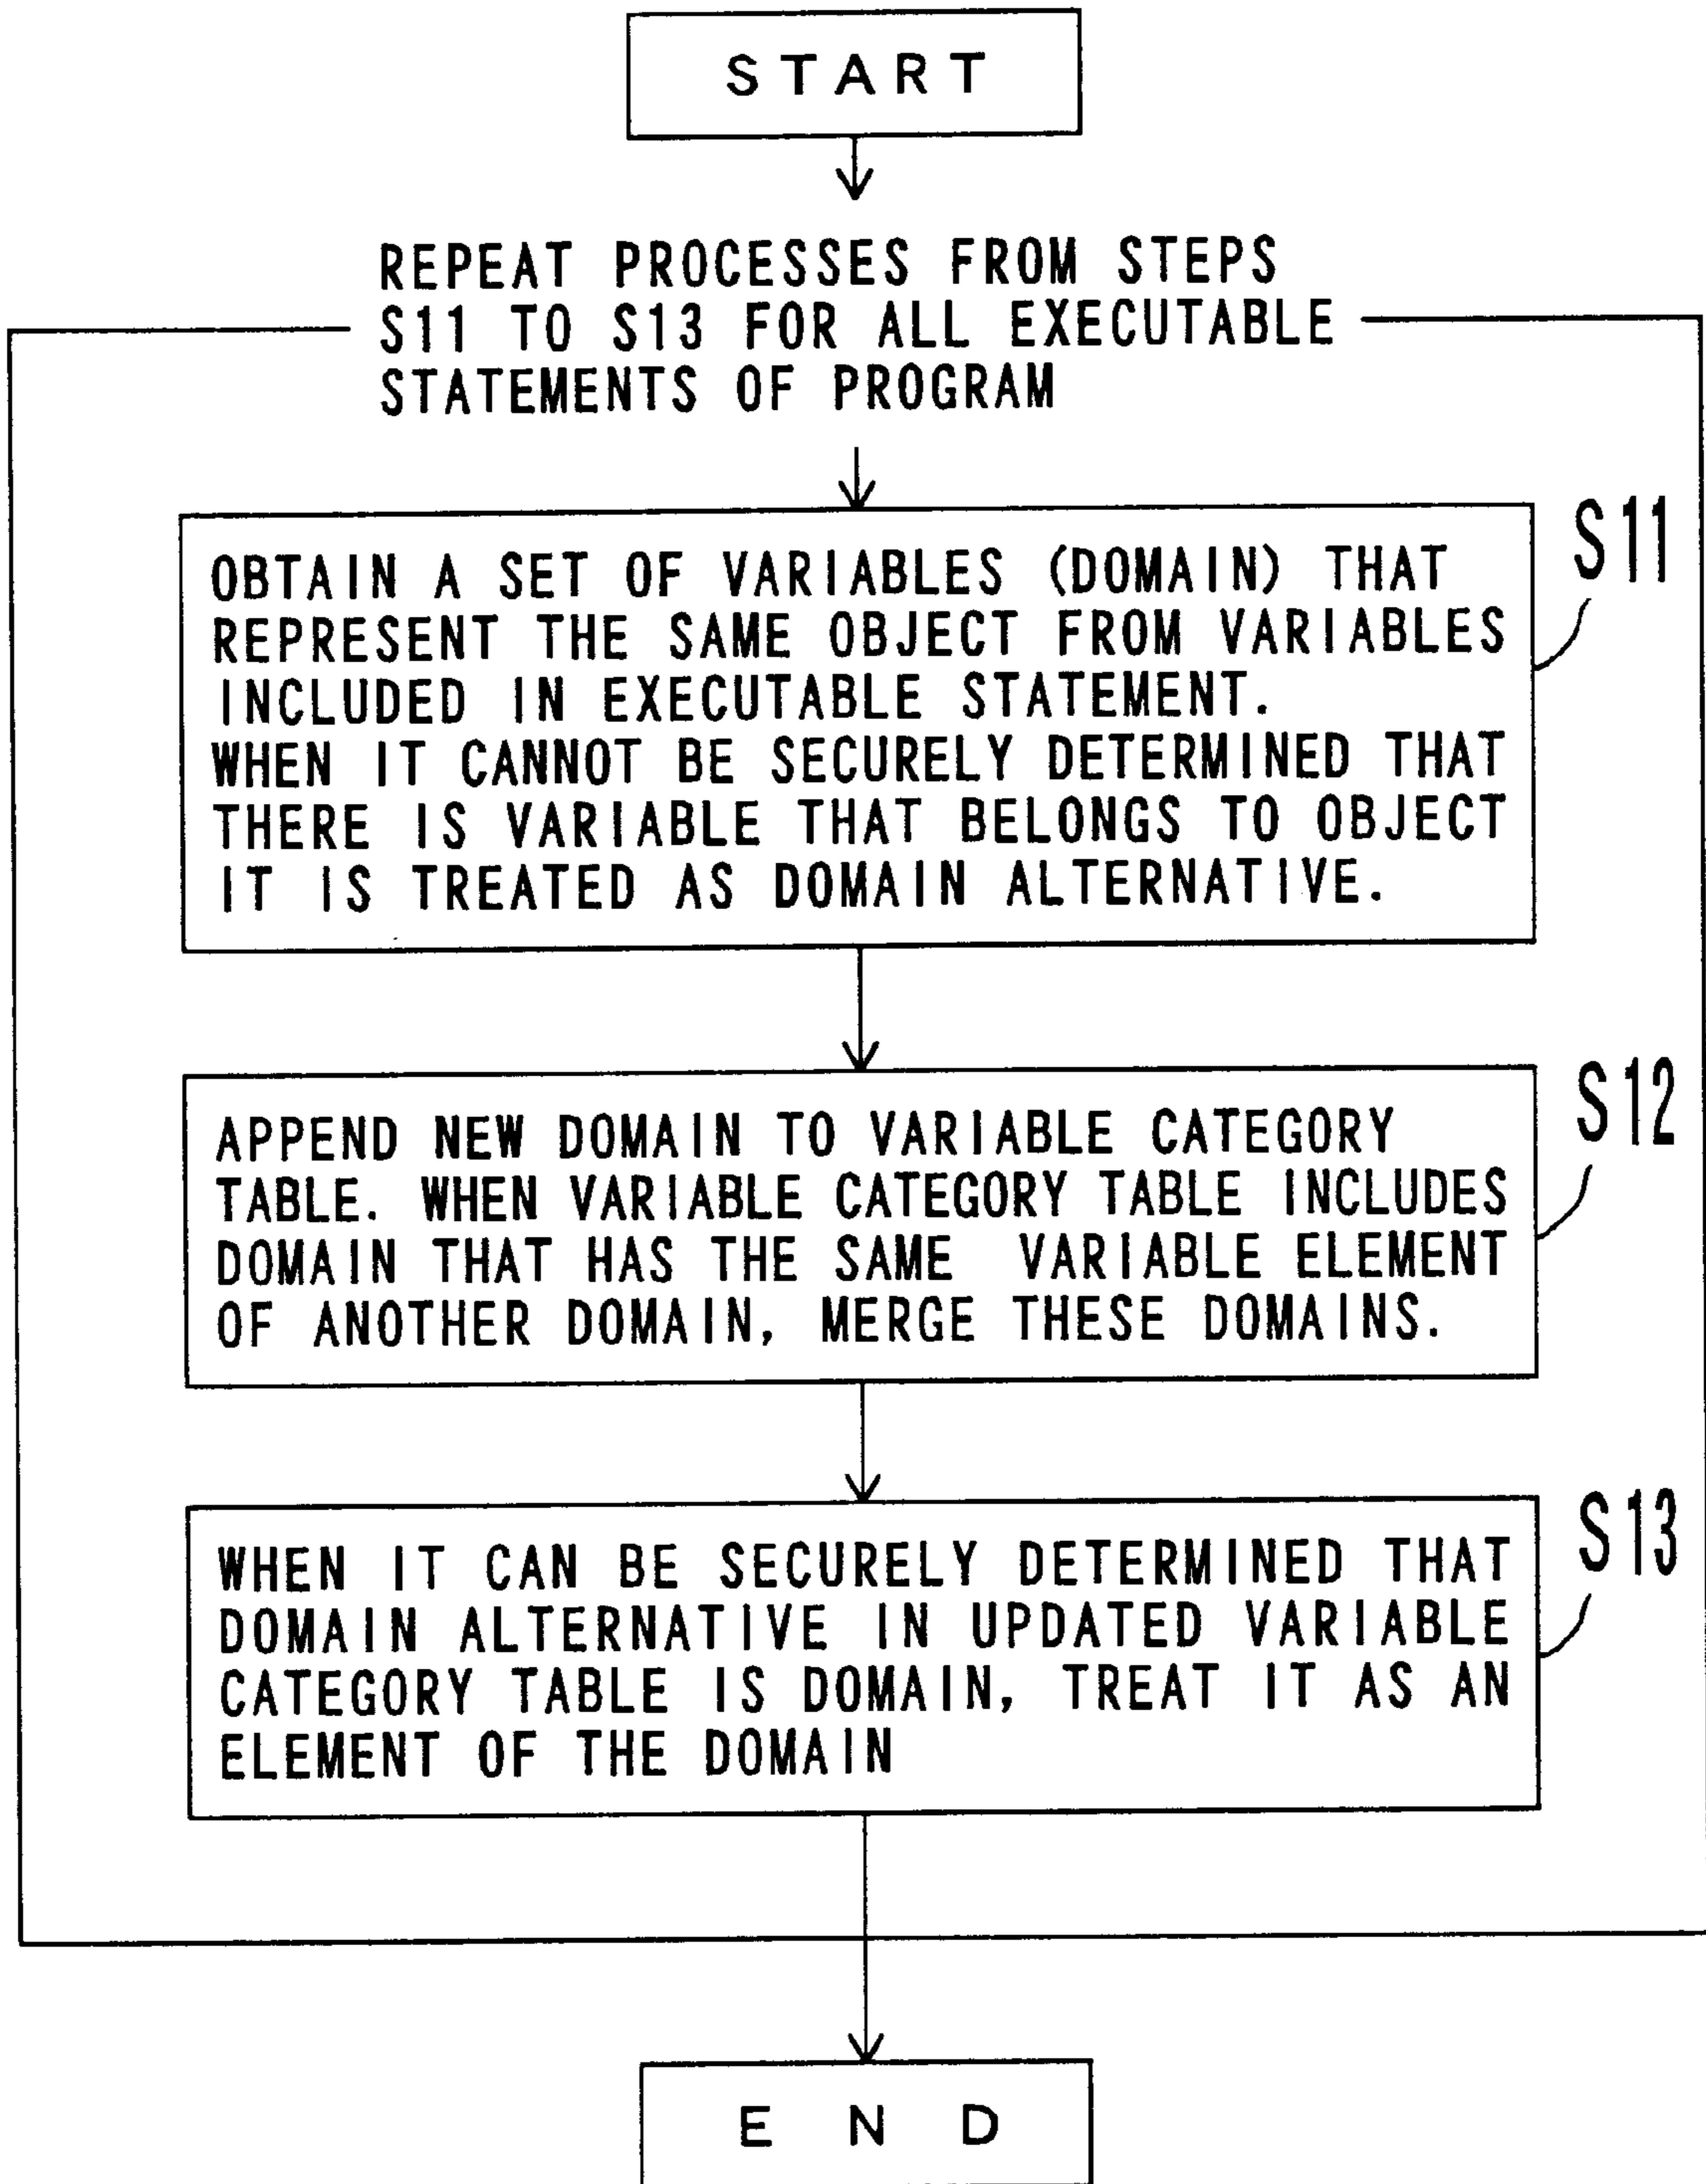 START
REPEAT PROCESSES FROM STEPS
S11 TO S13 FOR ALL EXECUTABLE
STATEMENTS OF PROGRAM
S11
OBTAIN A SET OF VARIABLES (DOMAIN) THAT
REPRESENT THE SAME OBJECT FROM VARIABLES
INCLUDED IN EXECUTABLE STATEMENT.
WHEN IT CANNOT BE SECURELY DETERMINED THAT
THERE IS VARIABLE THAT BELONGS TO OBJECT
IT IS TREATED AS DOMAIN ALTERNATIVE.
S12
APPEND NEW DOMAIN TO VARIABLE CATEGORY
TABLE. WHEN VARIABLE CATEGORY TABLE INCLUDES
DOMAIN THAT HAS THE SAME VARIABLE ELEMENT
OF ANOTHER DOMAIN, MERGE THESE DOMAINS.
S13
WHEN IT CAN BE SECURELY DETERMINED THAT
DOMAIN ALTERNATIVE IN UPDATED VARIABLE
CATEGORY TABLE IS DOMAIN, TREAT IT AS AN
ELEMENT OF THE DOMAIN
END